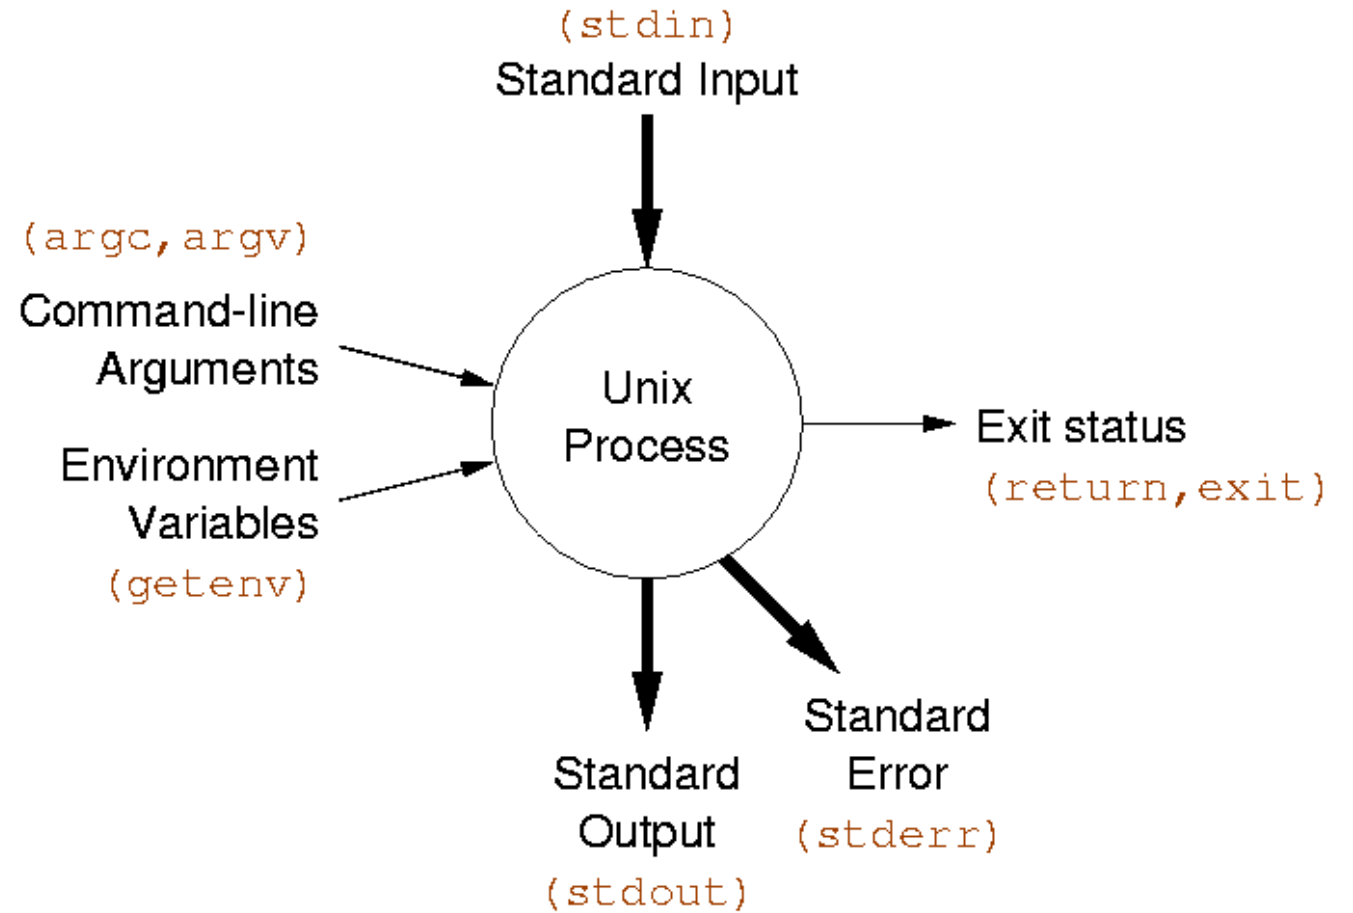 (stdin)
Standard Input
(argc,argv)
Command-line
Arguments
Unix
Process
Exit status
(return,exit)
Environment
Variables
(getenv)
Standard
Error
(stderr)
Standard
Output
(stdout)